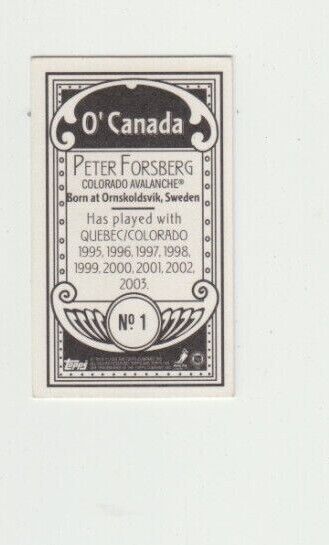 O' Canada
PETER FORSBERG
COLORADO AVALANCHE®
Born at Ornskoldsvik, Sweden
Has played with
QUEBEC/COLORADO
1995, 1996, 1997, 1998,
1999, 2000, 2001, 2002,
2003.
Nº 1
Topps